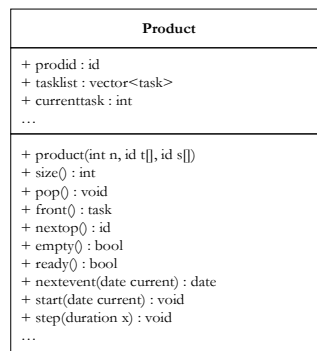 Product
+ prodid : id
+ tasklist : vector<task>
+ currenttask : int
…
+ product(int n, id t[], id s[])
+ size() : int
+ pop() : void
+ front() : task
+ nextop() : id
+ empty() : bool
+ ready() : bool
+ nextevent(date current) : date
+ start(date current) : void
+ step(duration x) : void
…